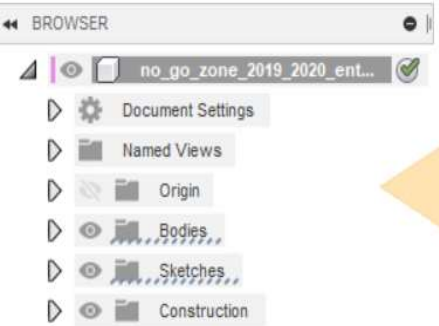 BROWSER
no_go_zone_2019_2020_ent...
Document Settings
Named Views
Origin
Bodies
Sketches
Construction